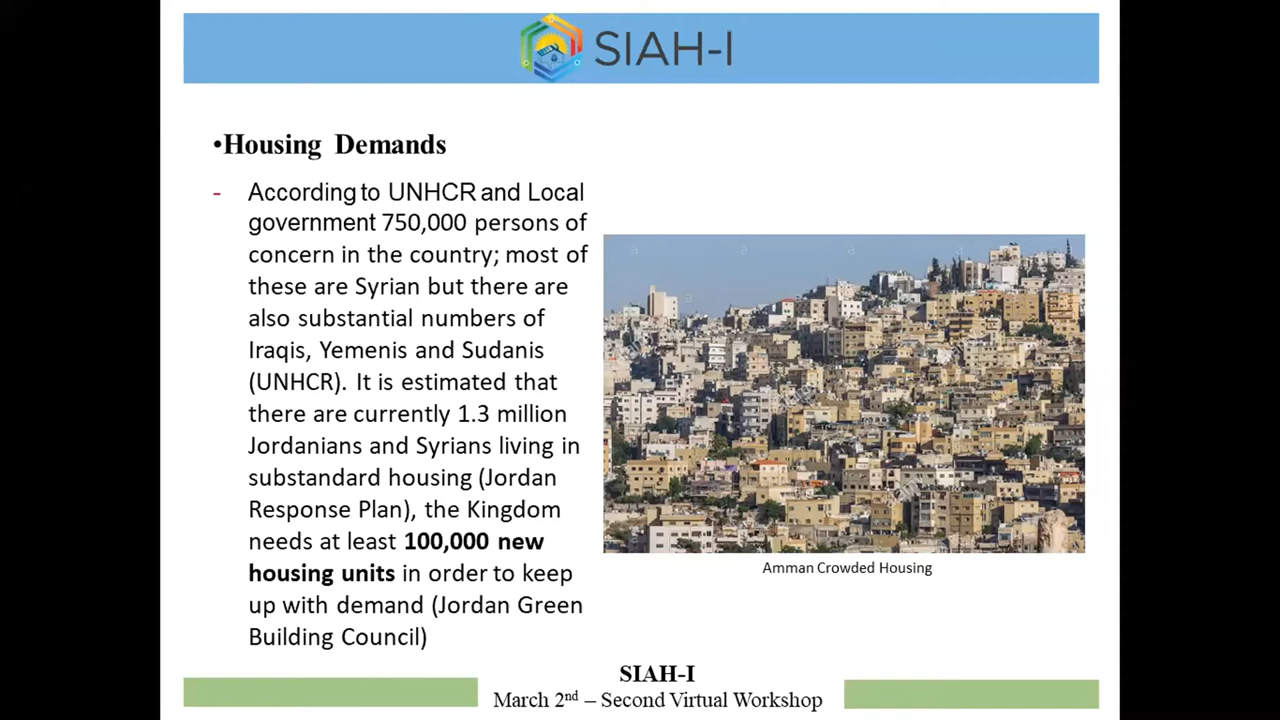 SIAH-I
•Housing Demands
- According to UNHCR and Local
government 750,000 persons of
concern in the country; most of
these are Syrian but there are
also substantial numbers of
Iraqis, Yemenis and Sudanis
(UNHCR). It is estimated that
there are currently 1.3 million
Jordanians and Syrians living in
substandard housing (Jordan
Response Plan), the Kingdom
needs at least 100,000 new
housing units in order to keep
up with demand (Jordan Green
Building Council)
Amman Crowded Housing
SIAH-I
March 2nd – Second Virtual Workshop